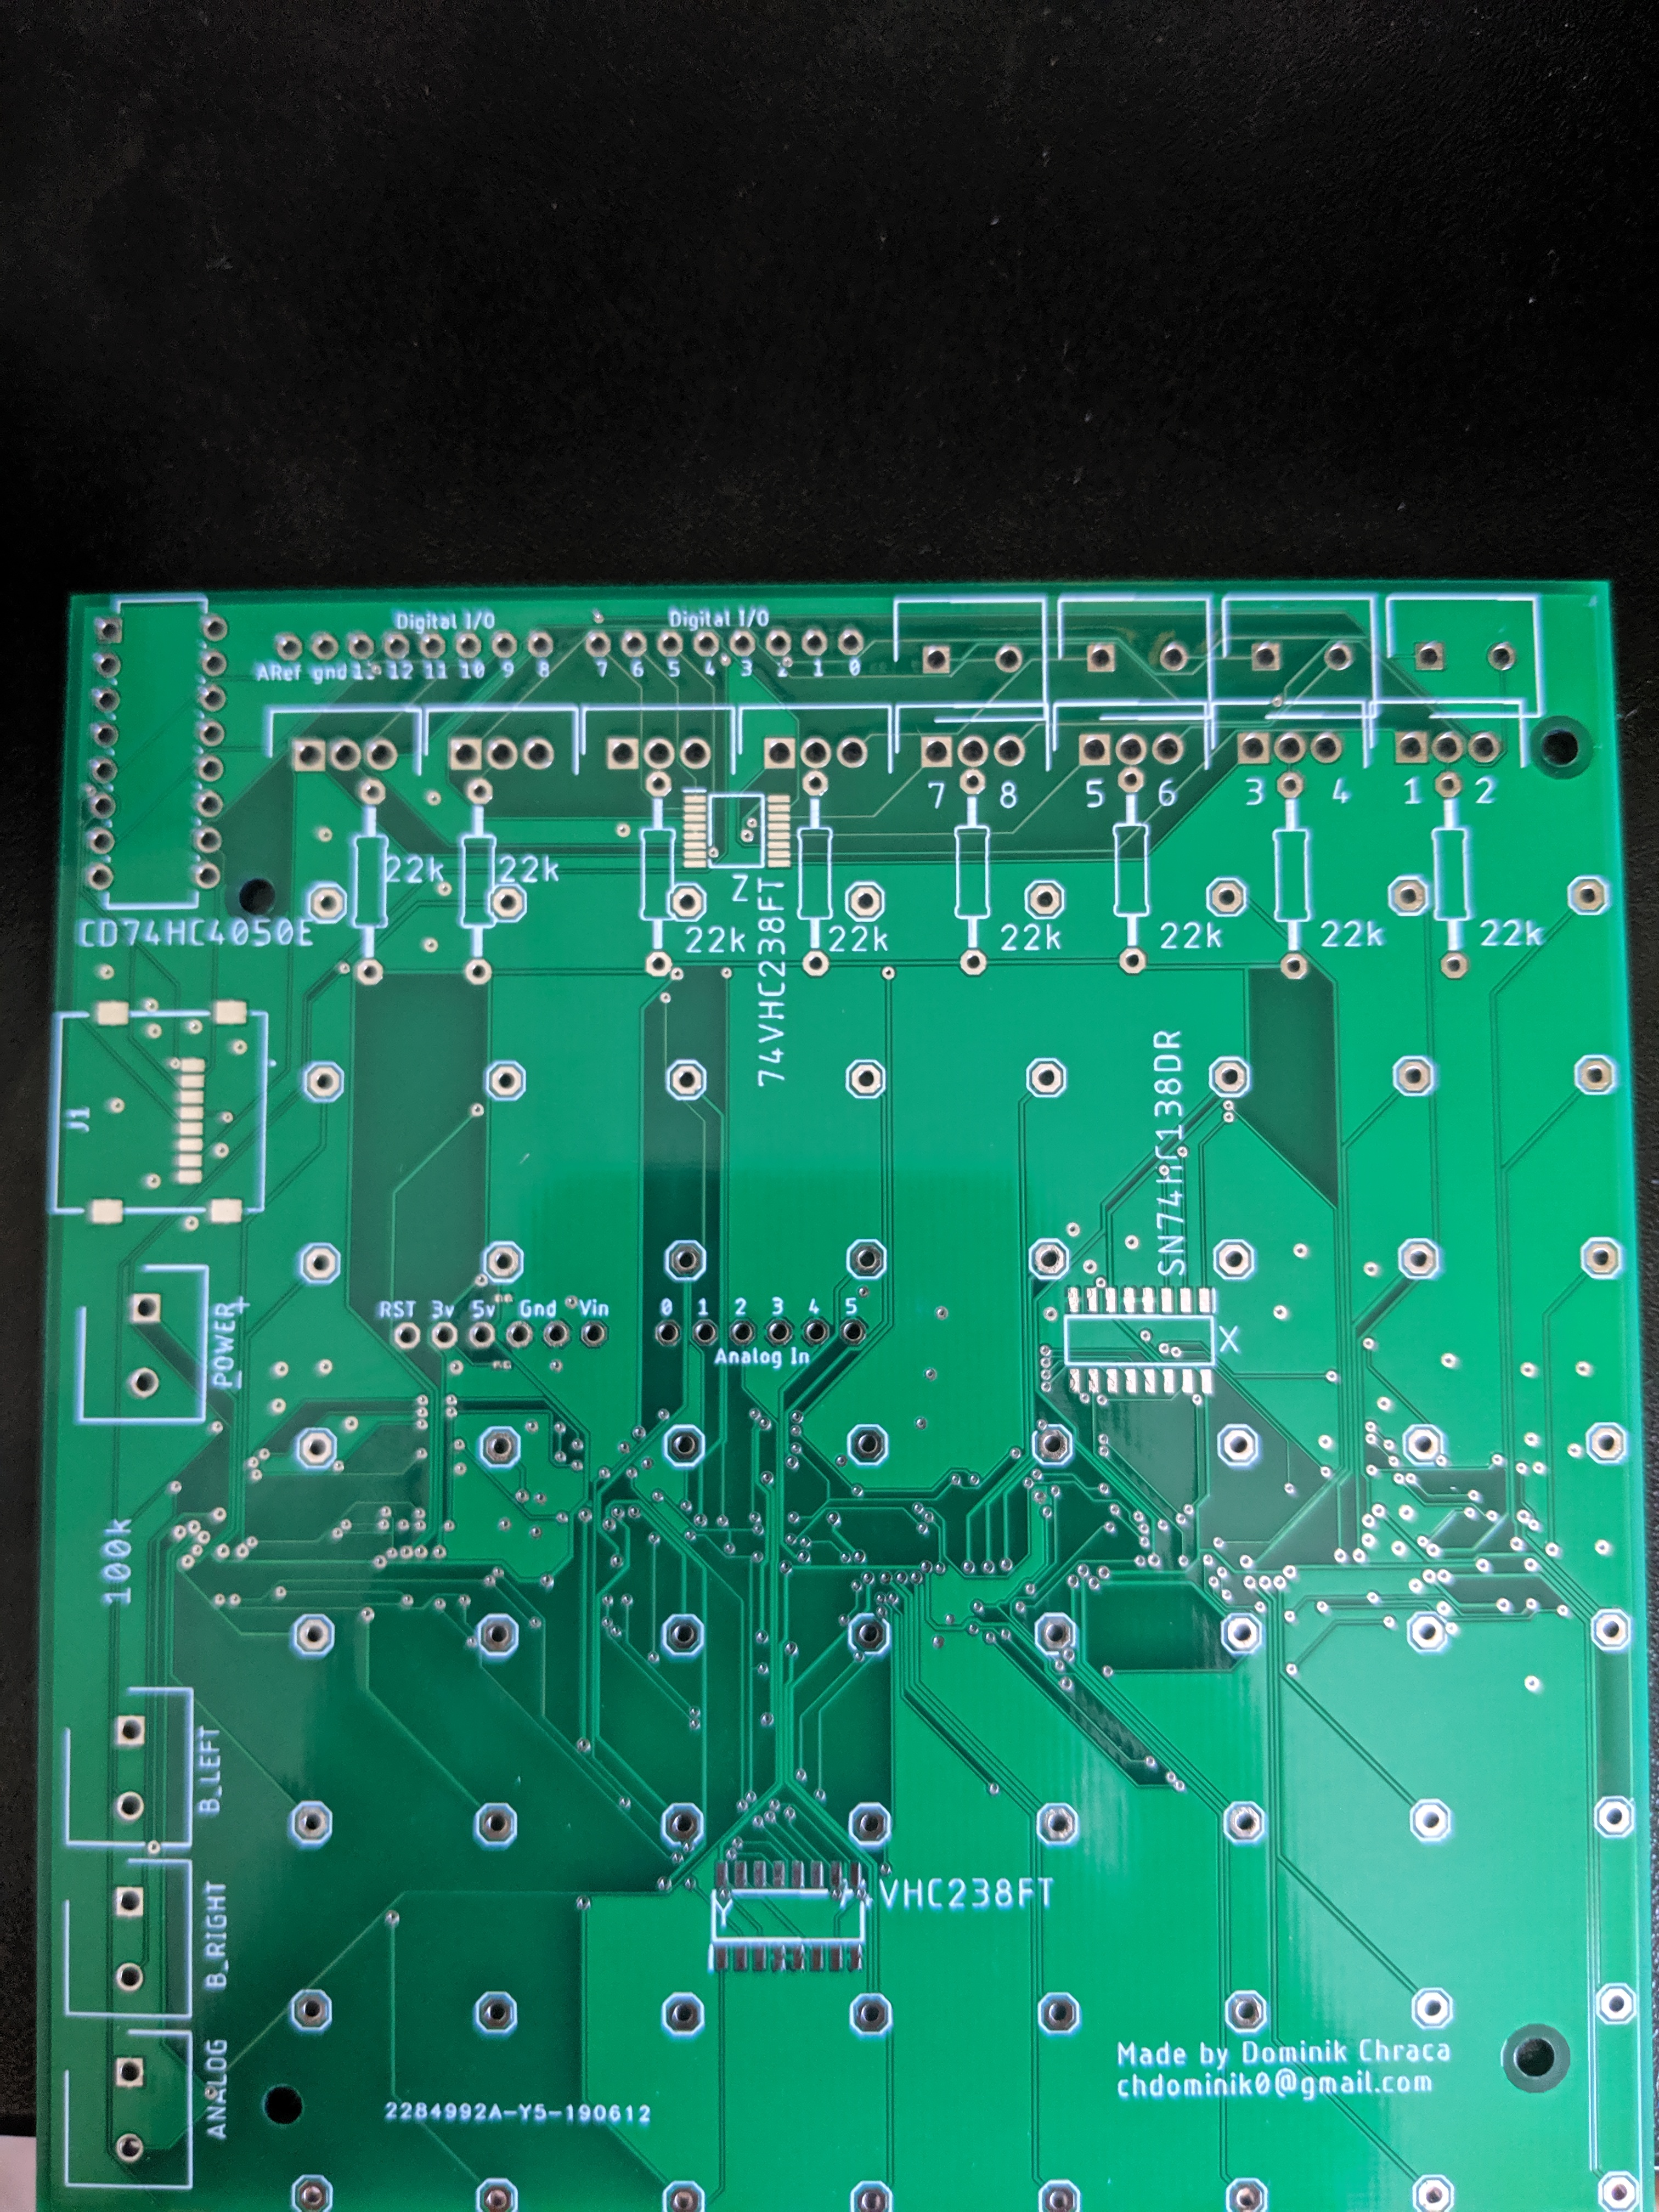 Digital I/O Digital I/O
ARef gnd 13 12 11 10 9 8 7 6 5 4 3 2 1 0
7 8 5 6 3 4 1 2
22k 22k
Z
22k 22k 22k 22k 22k 22k
CD74HC4050E
74VHC238FT
SN74HC138DR
J1
X
POWER
+
-
RST 3v 5v Gnd Vin
0 1 2 3 4 5
Analog In
100k
B_LEFT
74VHC238FT
Y
B_RIGHT
ANALOG
Made by Dominik Chraca
chdominik0@gmail.com
2284992A-Y5-190612